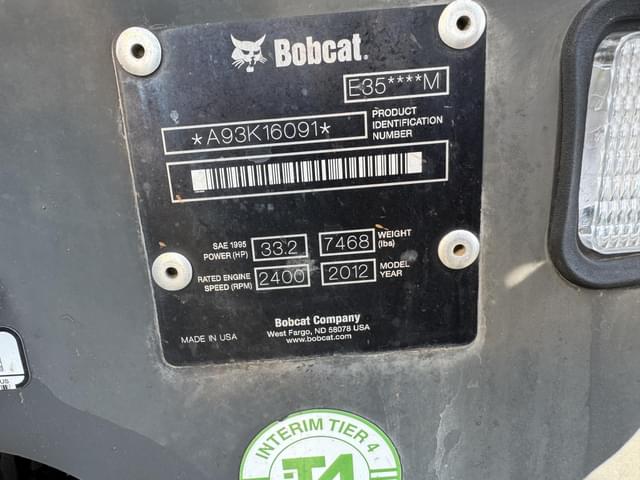 Bobcat.
E35****M
*A93K16091*
PRODUCT
IDENTIFICATION
NUMBER
SAE 1995
POWER (HP)
33.2
7468
WEIGHT
(lbs)
RATED ENGINE
SPEED (RPM)
2400
2012
MODEL
YEAR
Bobcat Company
West Fargo, ND 58078 USA
www.bobcat.com
MADE IN USA
US
INTERIM TIER 4
iT4